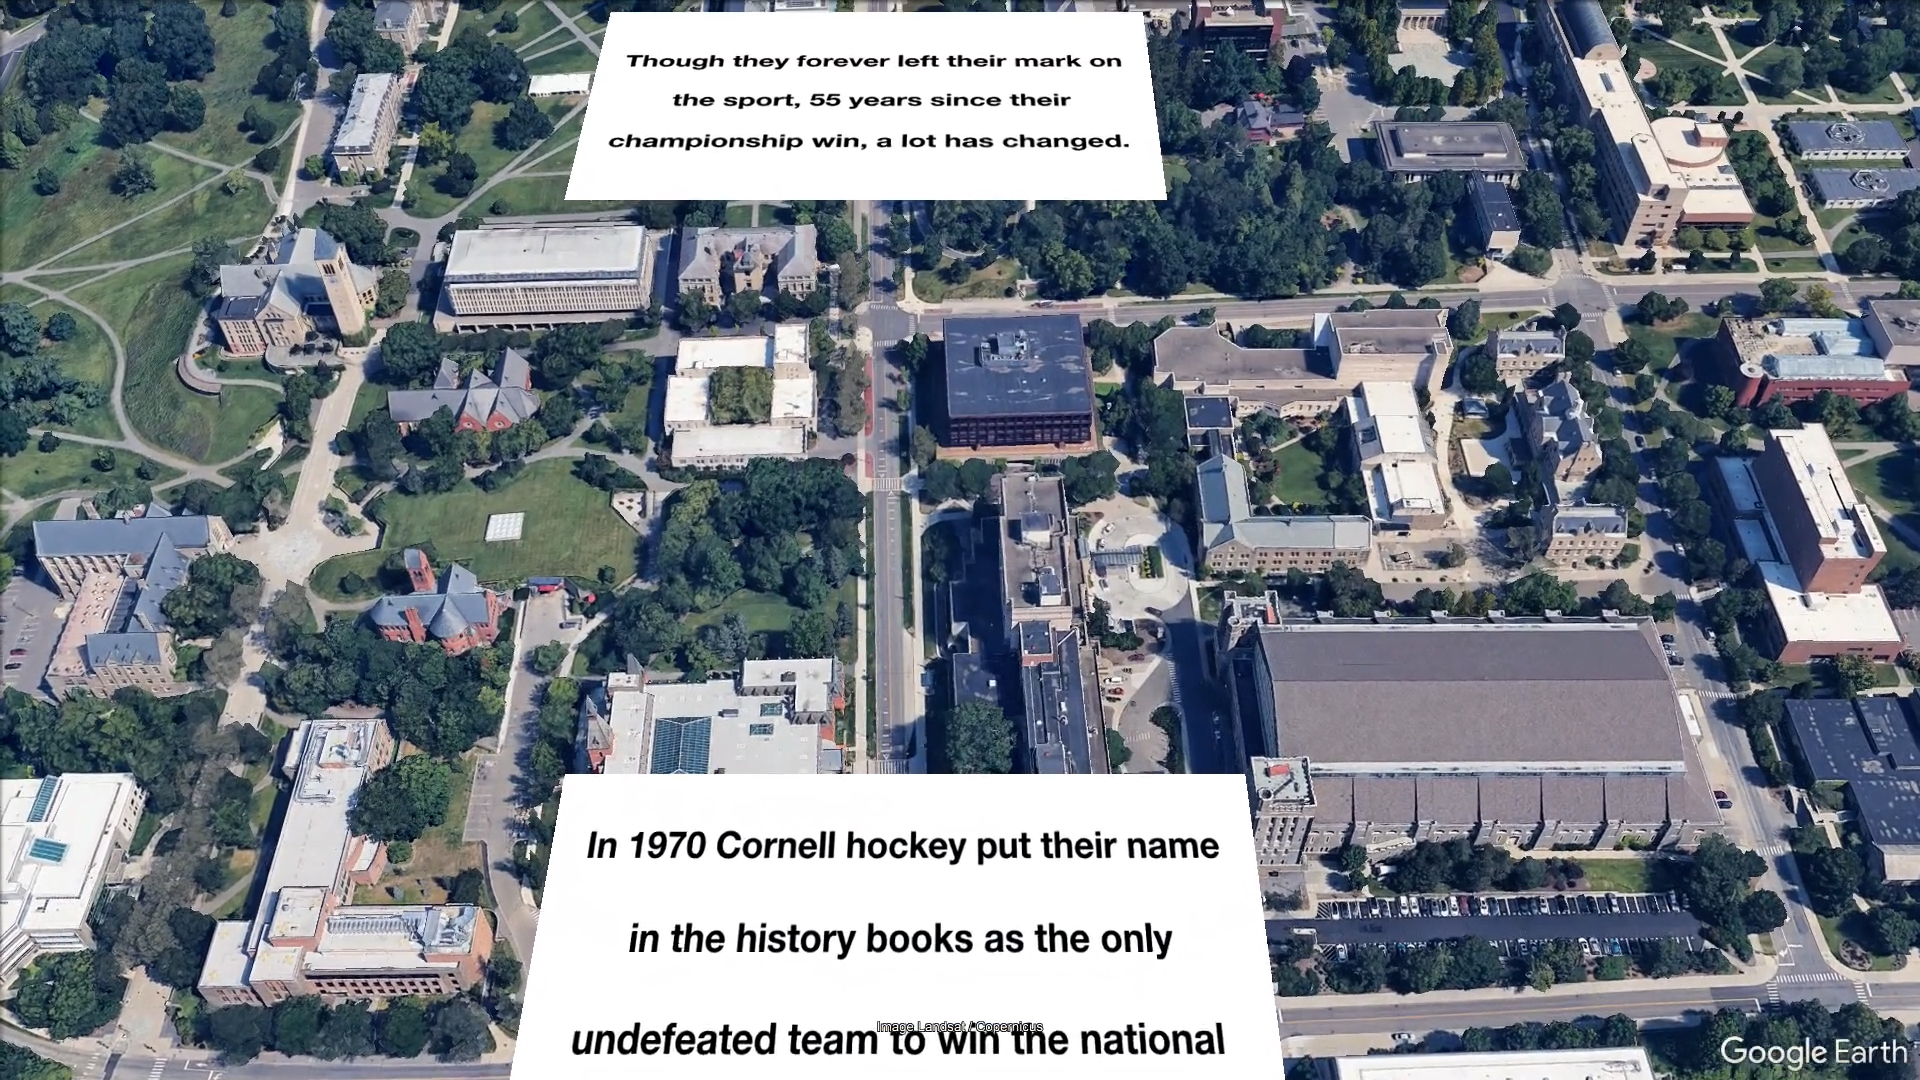 Though they forever left their mark on
the sport, 55 years since their
championship win, a lot has changed.
In 1970 Cornell hockey put their name
in the history books as the only
undefeated team to win the national
Image Landsat / Copernicus
Google Earth